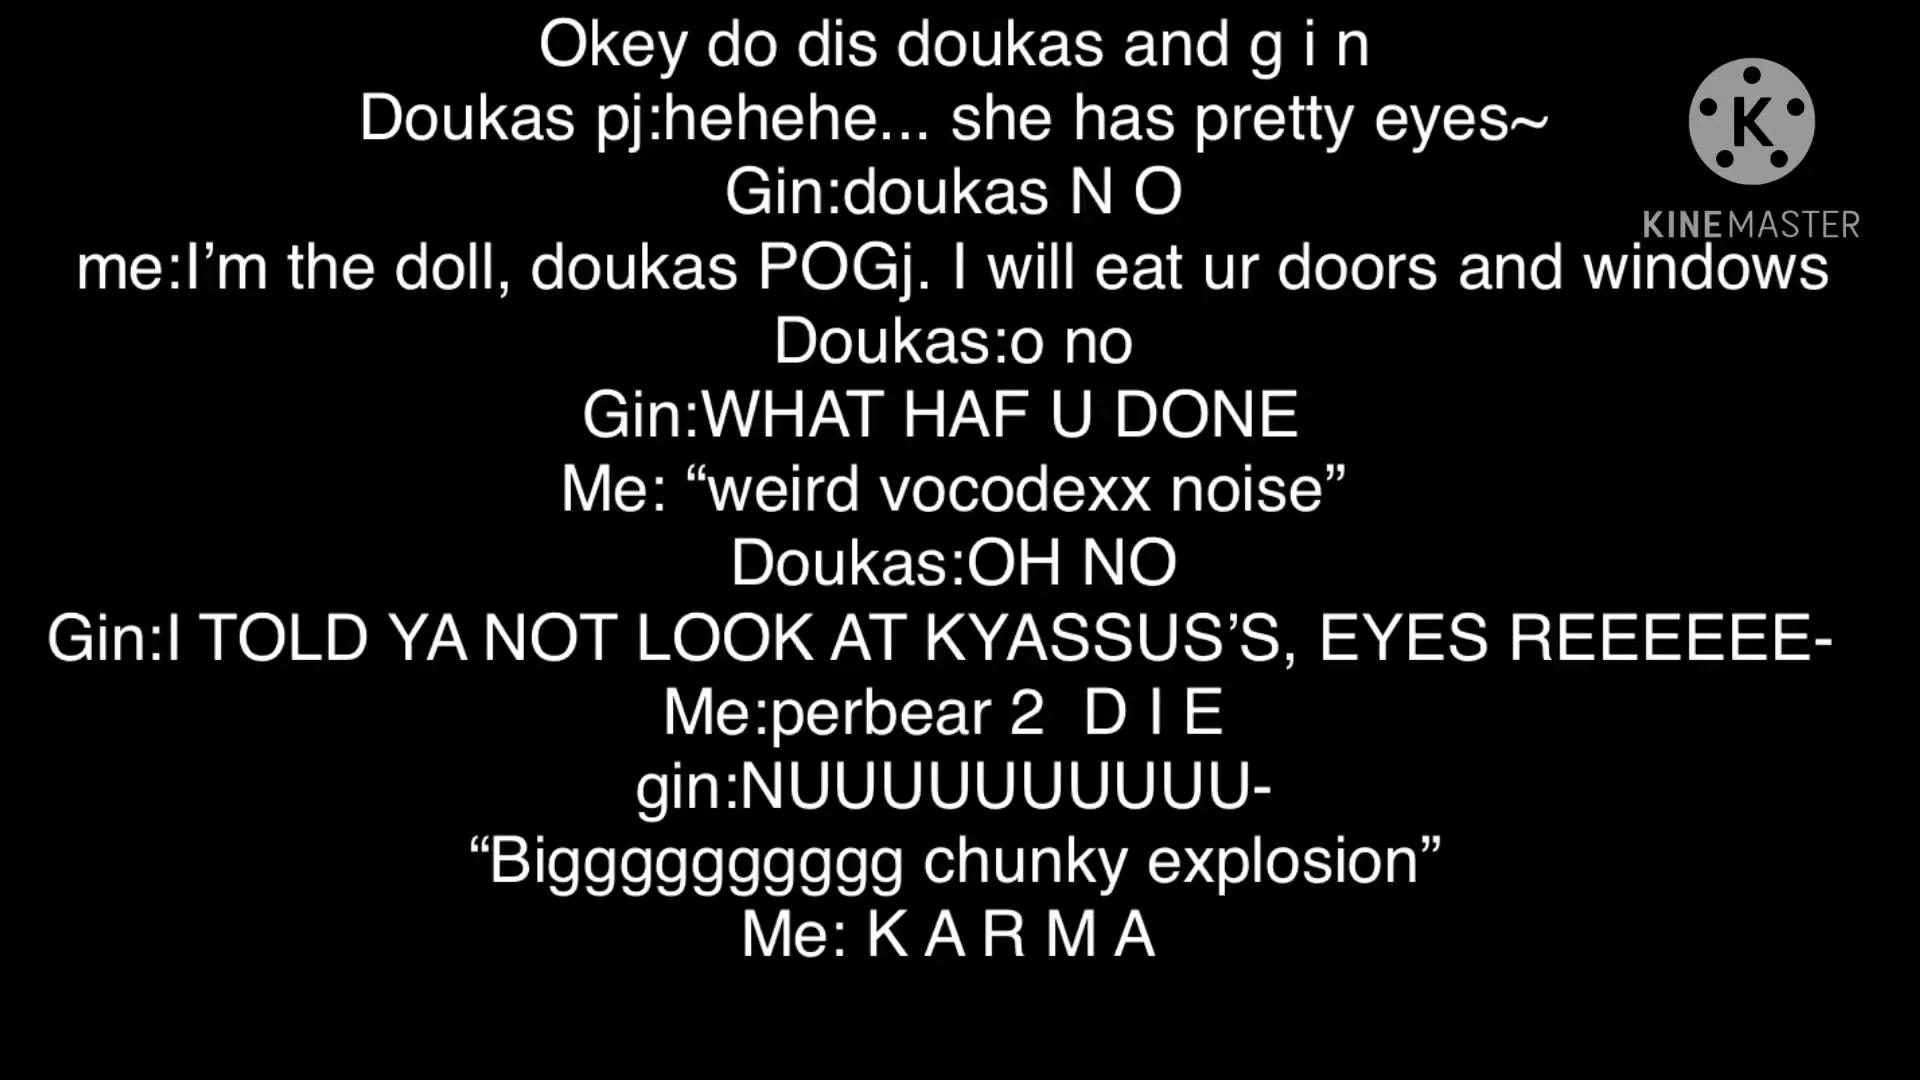 Okey do dis doukas and g i n
Doukas pj:hehehe... she has pretty eyes~
Gin:doukas N O
me:I’m the doll, doukas POGj. I will eat ur doors and windows
Doukas:o no
Gin:WHAT HAF U DONE
Me: “weird vocodexx noise”
Doukas:OH NO
Gin:I TOLD YA NOT LOOK AT KYASSUS’S, EYES REEEEEE-
Me:perbear 2  D I E
gin:NUUUUUUUUUU-
“Bigggggggggg chunky explosion”
Me: K A R M A
K
KINEMASTER